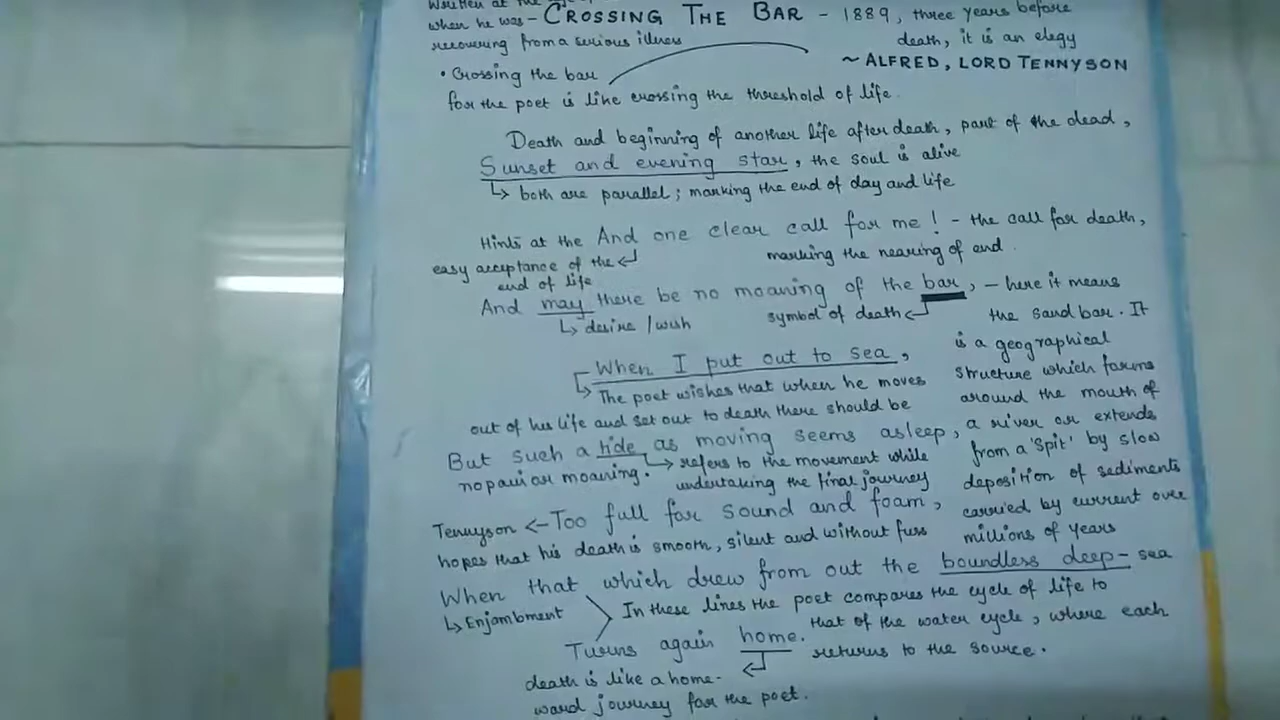 Written at the
when he was – CROSSING THE BAR – 1889, three years before
recovering from a serious illness death, it is an elegy
• Crossing the bar ~ ALFRED, LORD TENNYSON
for the poet is like crossing the threshold of life.
Death and beginning of another life after death, part of the dead,
Sunset and evening star, the soul is alive
↳ both are parallel; marking the end of day and life
Hints at the And one clear call for me! – the call for death,
easy acceptance of the ↲ marking the nearing of end.
end of life
And may there be no moaning of the bar, – here it means
↳ desire / wish symbol of death ↲ the sand bar. It
is a geographical
When I put out to sea, structure which forms
↳ The poet wishes that when he moves around the mouth of
out of his life and set out to death there should be a river or extends
But such a tide as moving seems asleep, from a 'spit' by slow
no pain or moaning. ↳ refers to the movement while deposition of sediments
undertaking the final journey carried by current over
Tennyson ← Too full for sound and foam, millions of years
hopes that his death is smooth, silent and without fuss
When that which drew from out the boundless deep – sea
↳ Enjambment In these lines the poet compares the cycle of life to
that of the water cycle, where each
Turns again home. returns to the source.
death is like a home-
ward journey for the poet.